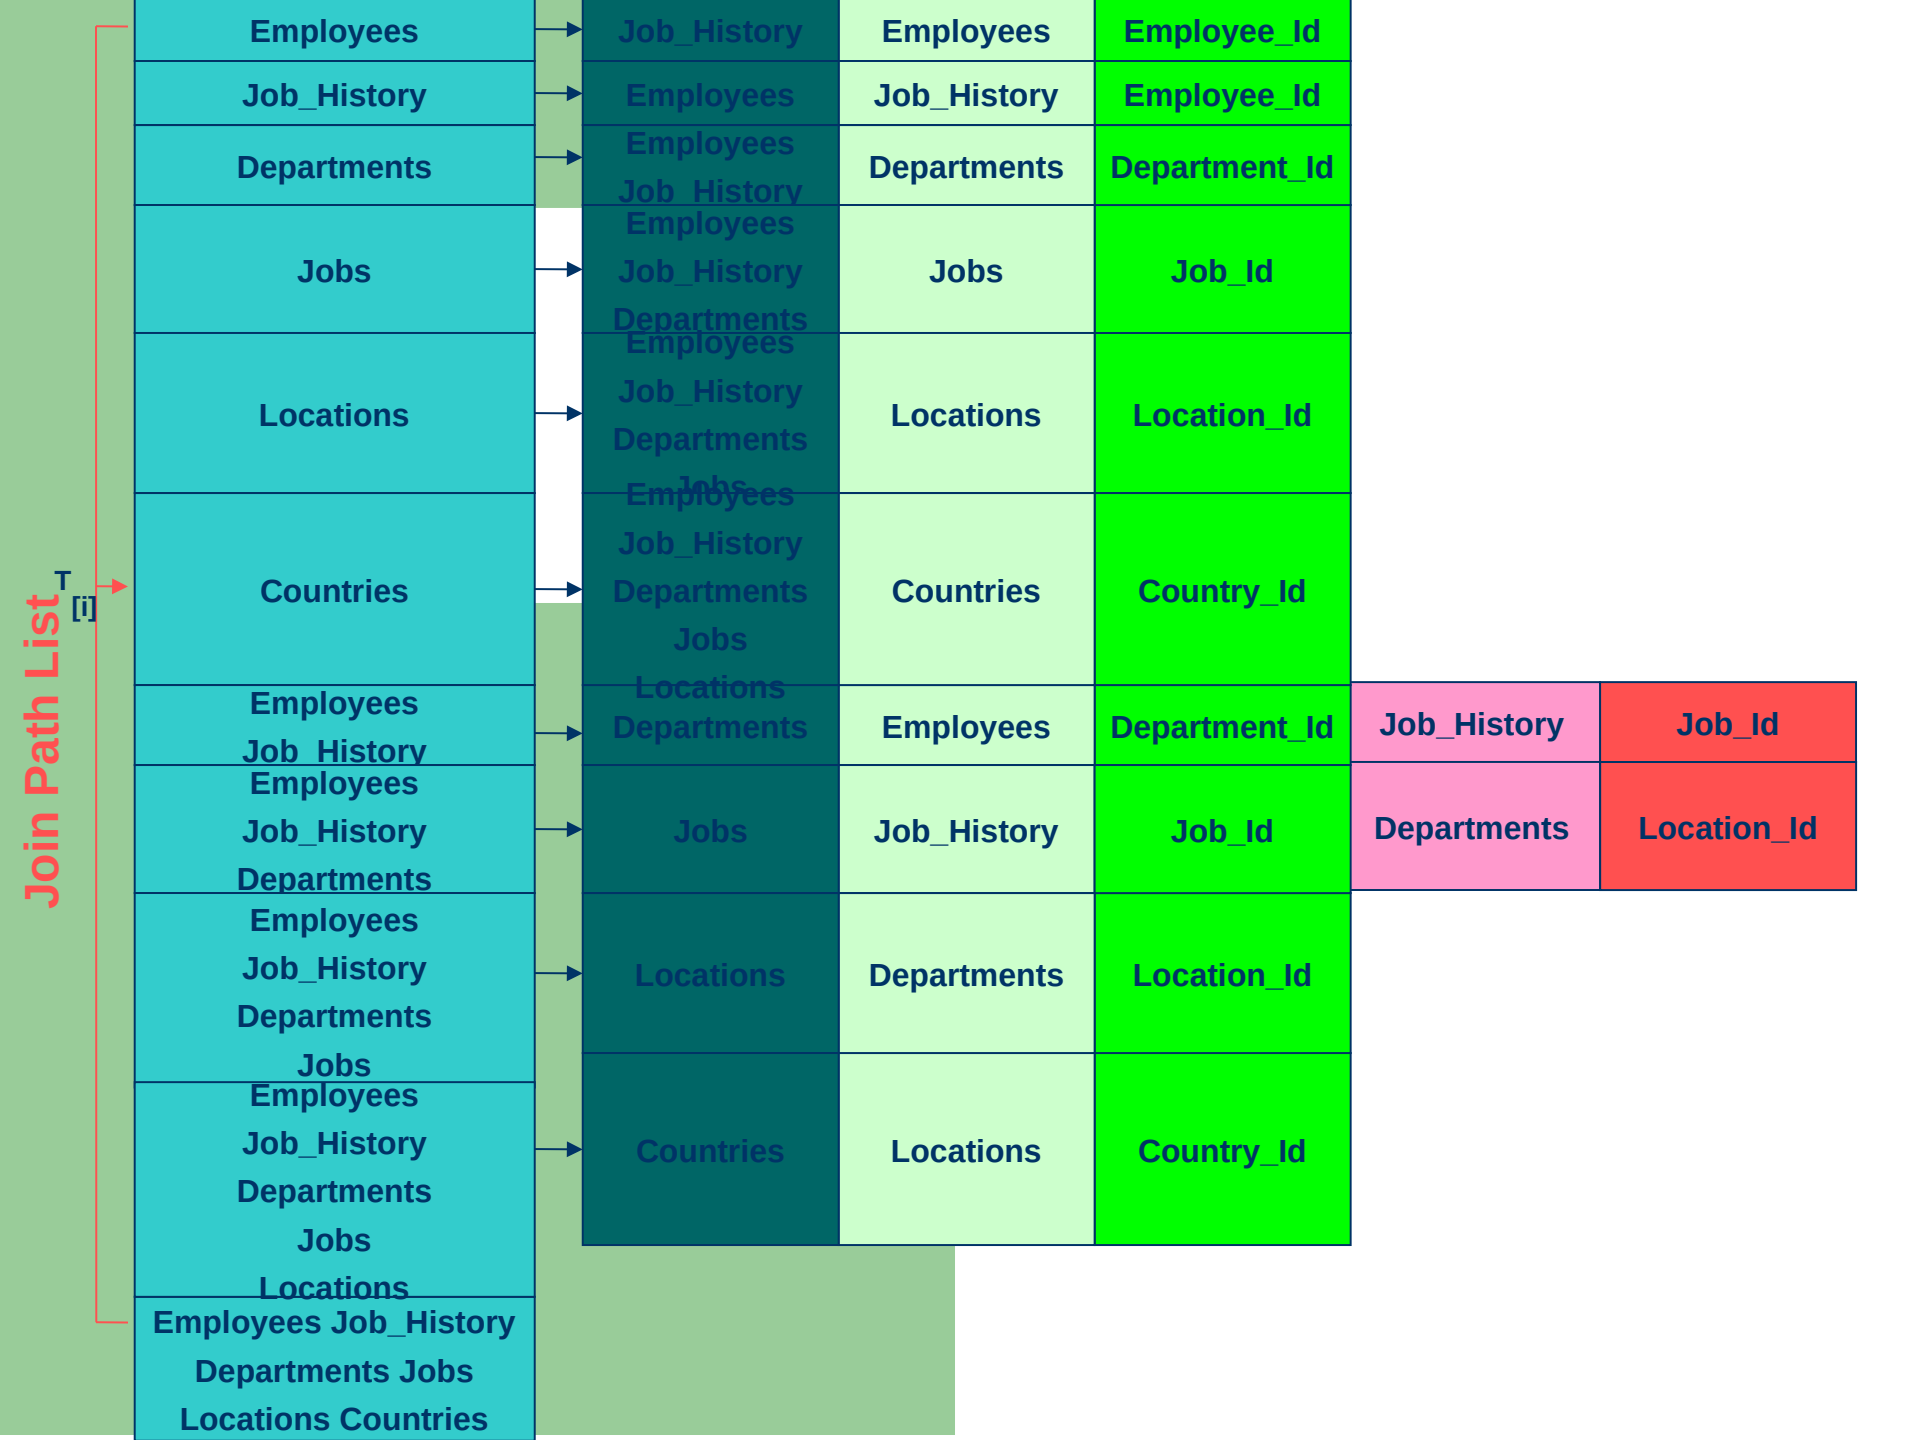 Join Path List
T
[i]
Employees
Job_History
Employees
Employee_Id
Job_History
Employees
Job_History
Employee_Id
Departments
Employees
Job_History
Departments
Department_Id
Jobs
Employees
Job_History
Departments
Jobs
Job_Id
Locations
Employees
Job_History
Departments
Jobs
Locations
Location_Id
Countries
Employees
Job_History
Departments
Jobs
Locations
Countries
Country_Id
Employees
Job_History
Departments
Employees
Department_Id
Job_History
Job_Id
Employees
Job_History
Departments
Jobs
Job_History
Job_Id
Departments
Location_Id
Employees
Job_History
Departments
Jobs
Locations
Departments
Location_Id
Employees
Job_History
Departments
Jobs
Locations
Countries
Locations
Country_Id
Employees Job_History
Departments Jobs
Locations Countries